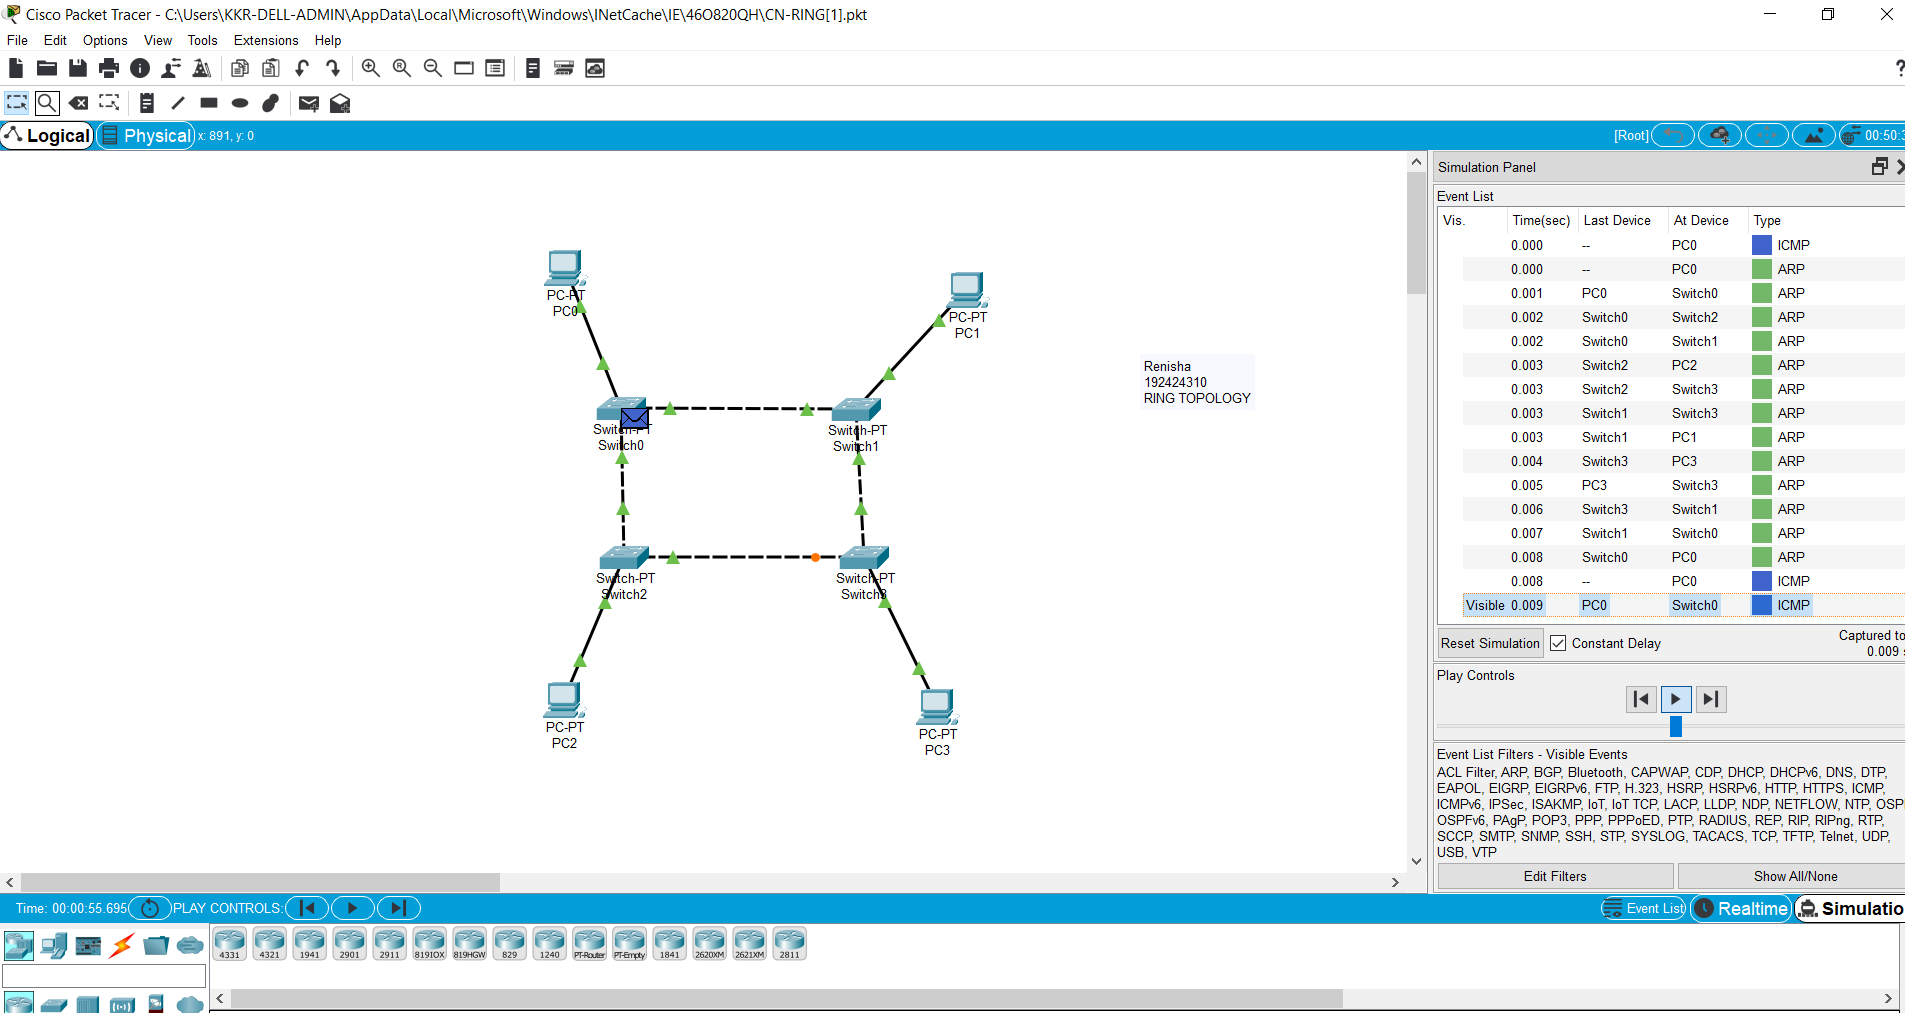 Cisco Packet Tracer - C:\Users\KKR-DELL-ADMIN\AppData\Local\Microsoft\Windows\INetCache\IE\46O820QH\CN-RING[1].pkt
File Edit Options View Tools Extensions Help
?
Logical Physical x: 891, y: 0 [Root] 00:50:3
Simulation Panel
Event List
Vis. Time(sec) Last Device At Device Type
0.000 -- PC0 ICMP
0.000 -- PC0 ARP
0.001 PC0 Switch0 ARP
0.002 Switch0 Switch2 ARP
0.002 Switch0 Switch1 ARP
0.003 Switch2 PC2 ARP
0.003 Switch2 Switch3 ARP
0.003 Switch1 Switch3 ARP
0.003 Switch1 PC1 ARP
0.004 Switch3 PC3 ARP
0.005 PC3 Switch3 ARP
0.006 Switch3 Switch1 ARP
0.007 Switch1 Switch0 ARP
0.008 Switch0 PC0 ARP
0.008 -- PC0 ICMP
Visible 0.009 PC0 Switch0 ICMP
Reset Simulation Constant Delay Captured to
0.009 s
Play Controls
Event List Filters - Visible Events
ACL Filter, ARP, BGP, Bluetooth, CAPWAP, CDP, DHCP, DHCPv6, DNS, DTP,
EAPOL, EIGRP, EIGRPv6, FTP, H.323, HSRP, HSRPv6, HTTP, HTTPS, ICMP,
ICMPv6, IPSec, ISAKMP, IoT, IoT TCP, LACP, LLDP, NDP, NETFLOW, NTP, OSP
OSPFv6, PAgP, POP3, PPP, PPPoED, PTP, RADIUS, REP, RIP, RIPng, RTP,
SCCP, SMTP, SNMP, SSH, STP, SYSLOG, TACACS, TCP, TFTP, Telnet, UDP,
USB, VTP
Edit Filters Show All/None
PC-PT
PC0
PC-PT
PC1
Renisha
192424310
RING TOPOLOGY
Switch-PT
Switch0
Switch-PT
Switch1
Switch-PT
Switch2
Switch-PT
Switch3
PC-PT
PC2
PC-PT
PC3
Time: 00:00:55.695 PLAY CONTROLS: Event List Realtime Simulatio
4331 4321 1941 2901 2911 819IOX 819HGW 829 1240 PT-Router PT-Empty 1841 2620XM 2621XM 2811